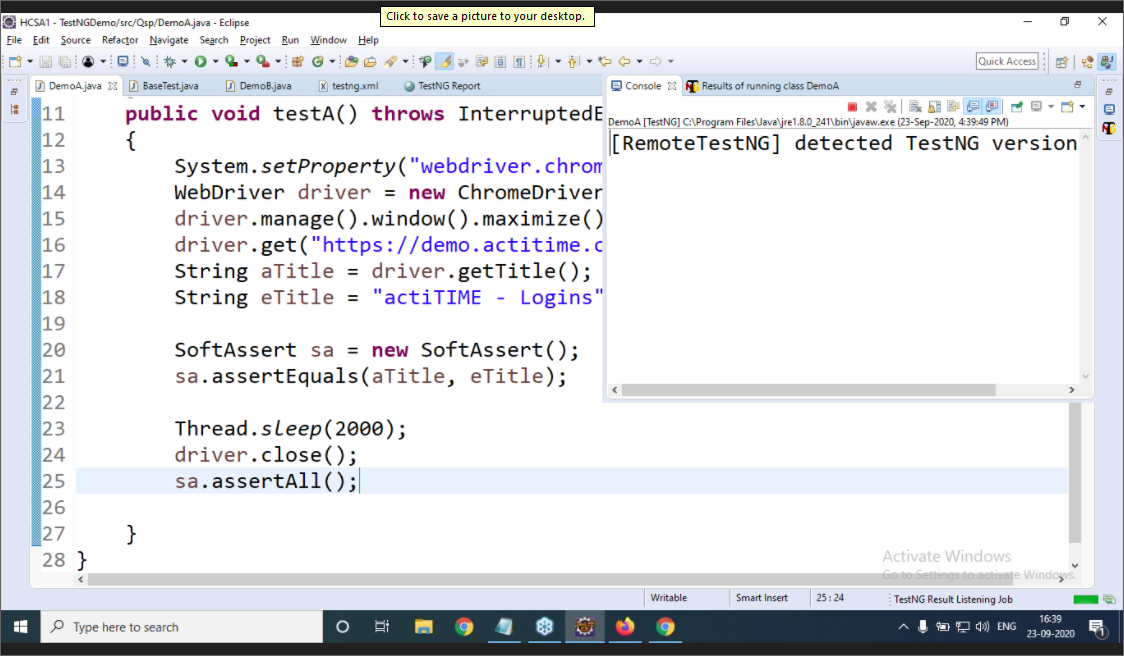 Click to save a picture to your desktop.
HCSA1 - TestNGDemo/src/Qsp/DemoA.java - Eclipse
File Edit Source Refactor Navigate Search Project Run Window Help
Quick Access
DemoA.java BaseTest.java DemoB.java testng.xml TestNG Report
Console Results of running class DemoA
DemoA [TestNG] C:\Program Files\Java\jre1.8.0_241\bin\javaw.exe (23-Sep-2020, 4:39:49 PM)
[RemoteTestNG] detected TestNG version
11 public void testA() throws InterruptedE
12 {
13 System.setProperty("webdriver.chrom
14 WebDriver driver = new ChromeDriver
15 driver.manage().window().maximize()
16 driver.get("https://demo.actitime.c
17 String aTitle = driver.getTitle();
18 String eTitle = "actiTIME - Logins"
19
20 SoftAssert sa = new SoftAssert();
21 sa.assertEquals(aTitle, eTitle);
22
23 Thread.sleep(2000);
24 driver.close();
25 sa.assertAll();
26
27 }
28 }
Activate Windows
Go to Settings to activate Windows.
Writable Smart Insert 25 : 24 TestNG Result Listening Job
Type here to search
ENG
16:39
23-09-2020
1